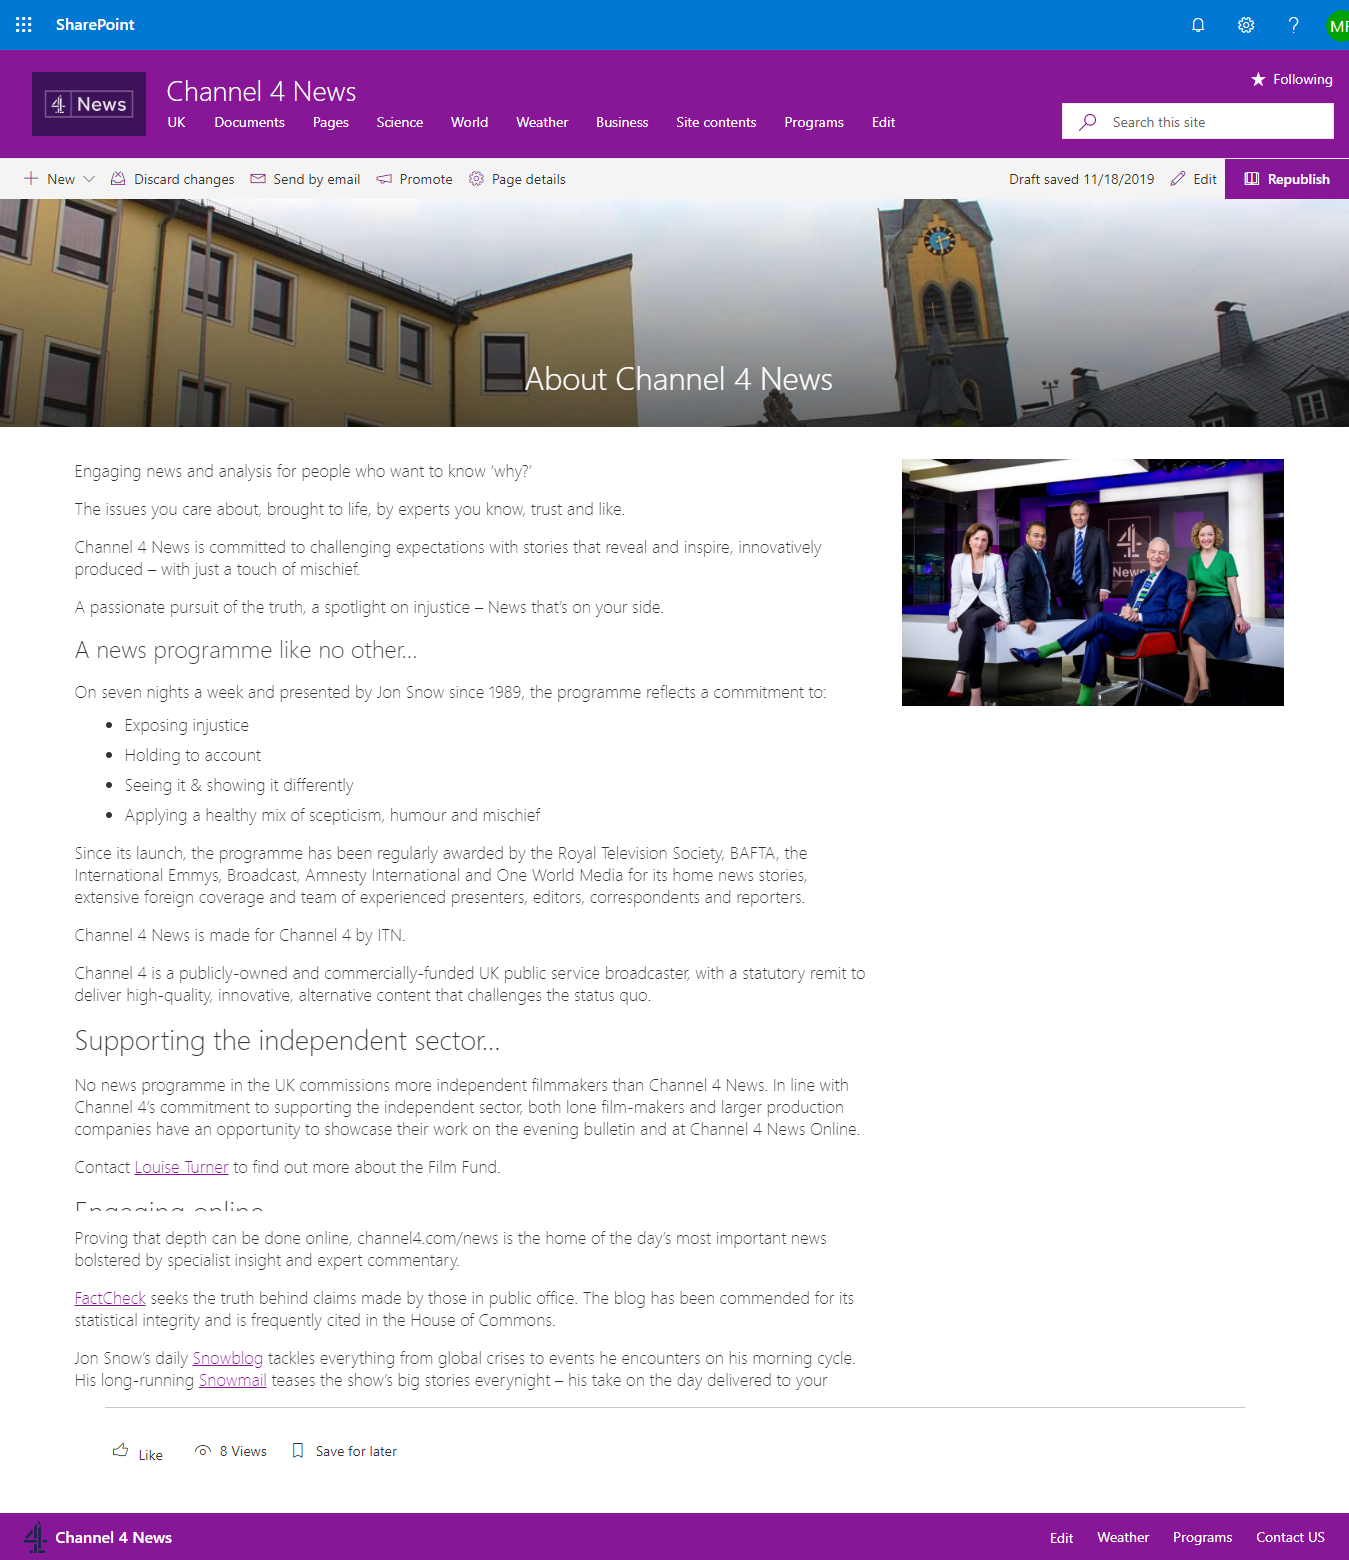 SharePoint
MF
4 News
Channel 4 News
Following
UK Documents Pages Science World Weather Business Site contents Programs Edit
Search this site
New Discard changes Send by email Promote Page details Draft saved 11/18/2019 Edit Republish
About Channel 4 News
Engaging news and analysis for people who want to know ‘why?’
The issues you care about, brought to life, by experts you know, trust and like.
Channel 4 News is committed to challenging expectations with stories that reveal and inspire, innovatively
produced – with just a touch of mischief.
A passionate pursuit of the truth, a spotlight on injustice – News that’s on your side.
4
News
A news programme like no other…
On seven nights a week and presented by Jon Snow since 1989, the programme reflects a commitment to:
• Exposing injustice
• Holding to account
• Seeing it & showing it differently
• Applying a healthy mix of scepticism, humour and mischief
Since its launch, the programme has been regularly awarded by the Royal Television Society, BAFTA, the
International Emmys, Broadcast, Amnesty International and One World Media for its home news stories,
extensive foreign coverage and team of experienced presenters, editors, correspondents and reporters.
Channel 4 News is made for Channel 4 by ITN.
Channel 4 is a publicly-owned and commercially-funded UK public service broadcaster, with a statutory remit to
deliver high-quality, innovative, alternative content that challenges the status quo.
Supporting the independent sector…
No news programme in the UK commissions more independent filmmakers than Channel 4 News. In line with
Channel 4’s commitment to supporting the independent sector, both lone film-makers and larger production
companies have an opportunity to showcase their work on the evening bulletin and at Channel 4 News Online.
Contact Louise Turner to find out more about the Film Fund.
Engaging online
Proving that depth can be done online, channel4.com/news is the home of the day’s most important news
bolstered by specialist insight and expert commentary.
FactCheck seeks the truth behind claims made by those in public office. The blog has been commended for its
statistical integrity and is frequently cited in the House of Commons.
Jon Snow’s daily Snowblog tackles everything from global crises to events he encounters on his morning cycle.
His long-running Snowmail teases the show’s big stories everynight – his take on the day delivered to your
Like 8 Views Save for later
4 Channel 4 News Edit Weather Programs Contact US